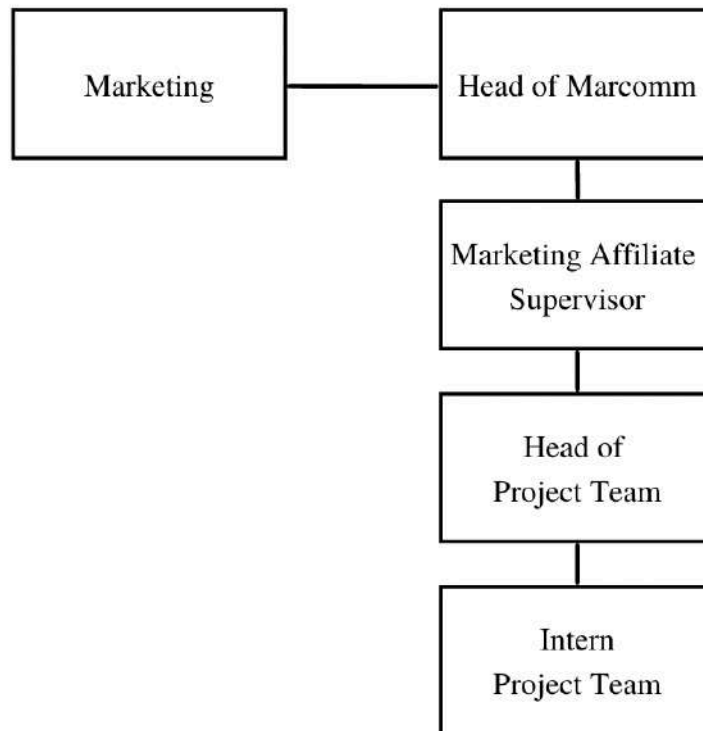 Marketing
Head of Marcomm
Marketing Affiliate
Supervisor
Head of
Project Team
Intern
Project Team